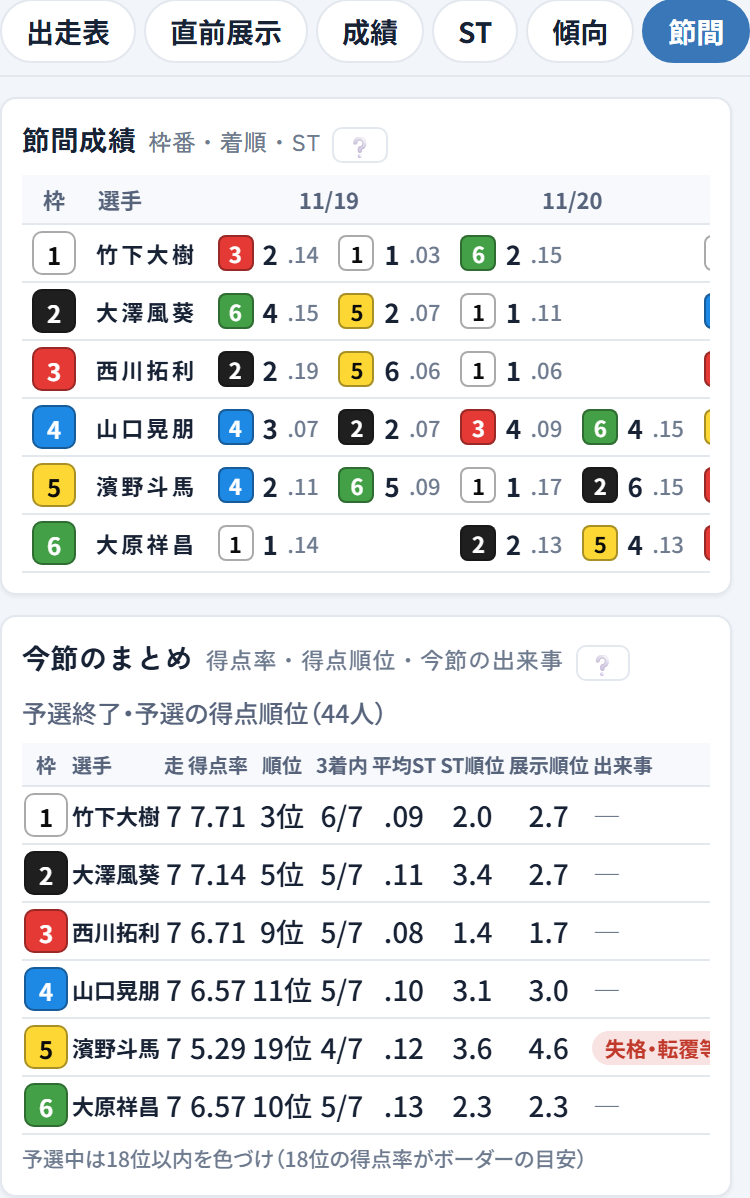 出走表 直前展示 成績 ST 傾向 節間
節間成績 枠番・着順・ST ?
枠 選手 11/19 11/20
1 竹下大樹 3 2 .14 1 1 .03 6 2 .15
2 大澤風葵 6 4 .15 5 2 .07 1 1 .11
3 西川拓利 2 2 .19 5 6 .06 1 1 .06
4 山口晃朋 4 3 .07 2 2 .07 3 4 .09 6 4 .15
5 濱野斗馬 4 2 .11 6 5 .09 1 1 .17 2 6 .15
6 大原祥昌 1 1 .14 2 2 .13 5 4 .13
今節のまとめ 得点率・得点順位・今節の出来事 ?
予選終了・予選の得点順位（44人）
枠 選手 走 得点率 順位 3着内 平均ST ST順位 展示順位 出来事
1 竹下大樹 7 7.71 3位 6/7 .09 2.0 2.7 —
2 大澤風葵 7 7.14 5位 5/7 .11 3.4 2.7 —
3 西川拓利 7 6.71 9位 5/7 .08 1.4 1.7 —
4 山口晃朋 7 6.57 11位 5/7 .10 3.1 3.0 —
5 濱野斗馬 7 5.29 19位 4/7 .12 3.6 4.6 失格・転覆等
6 大原祥昌 7 6.57 10位 5/7 .13 2.3 2.3 —
予選中は18位以内を色づけ（18位の得点率がボーダーの目安）